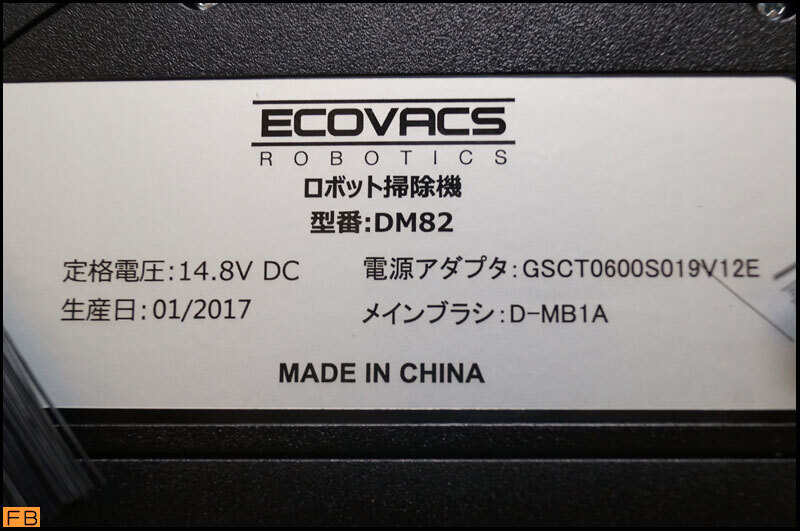 ECOVACS
ROBOTICS
ロボット掃除機
型番:DM82
定格電圧:14.8V DC
電源アダプタ:GSCT0600S019V12E
生産日:01/2017
メインブラシ:D-MB1A
MADE IN CHINA
FB